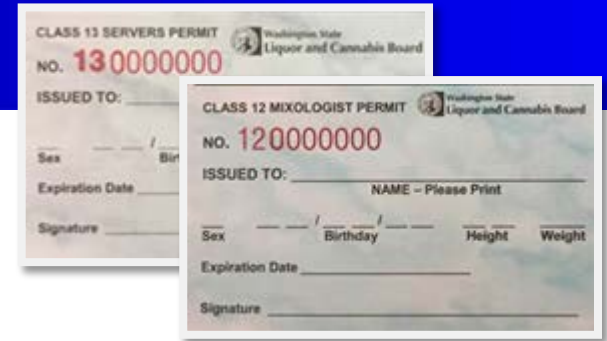 CLASS 13 SERVERS PERMIT
Washington State
Liquor and Cannabis Board
NO. 130000000
ISSUED TO:
Sex
Expiration Date
Signature
CLASS 12 MIXOLOGIST PERMIT
Washington State
Liquor and Cannabis Board
NO. 120000000
ISSUED TO:
NAME – Please Print
/ /
Sex Birthday Height Weight
Expiration Date
Signature